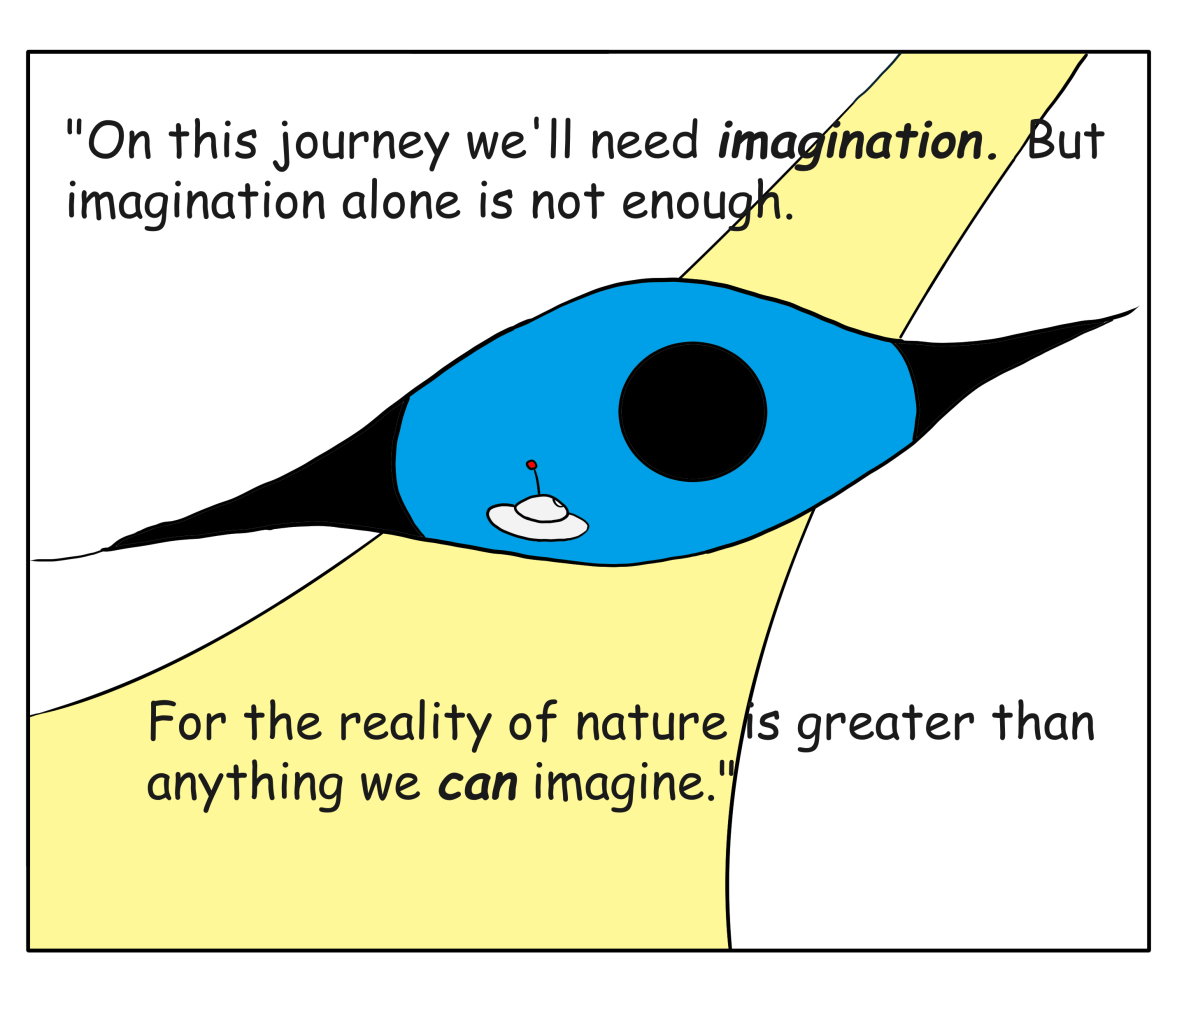 "On this journey we'll need imagination. But
imagination alone is not enough.
For the reality of nature is greater than
anything we can imagine."